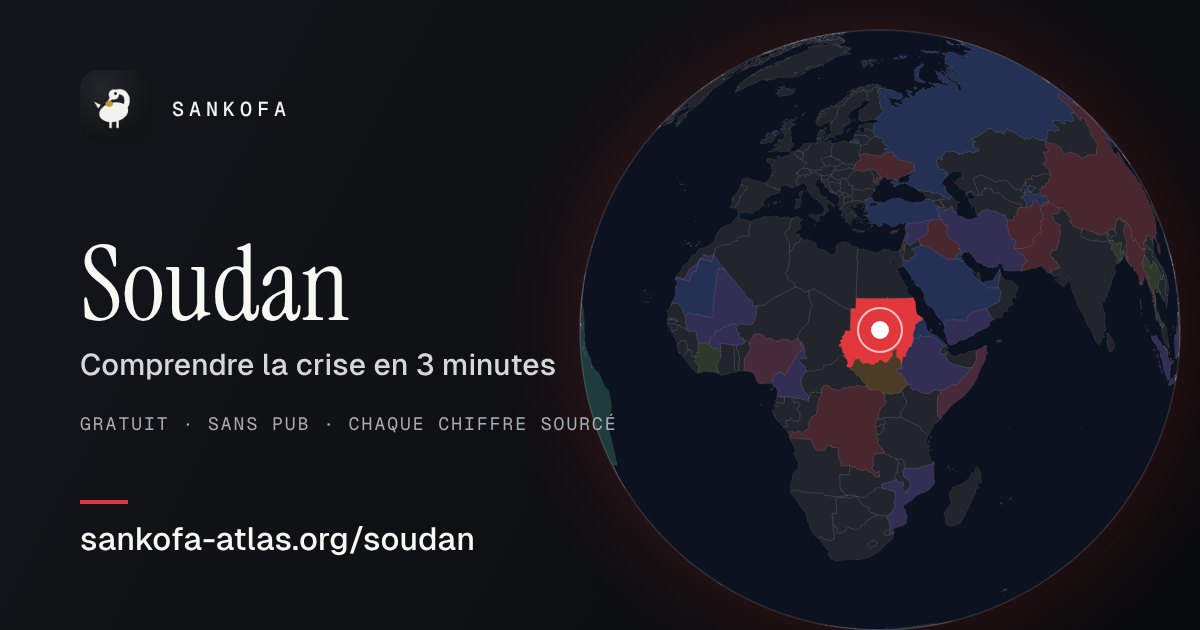 SANKOFA
Soudan
Comprendre la crise en 3 minutes
GRATUIT · SANS PUB · CHAQUE CHIFFRE SOURCÉ
sankofa-atlas.org/soudan